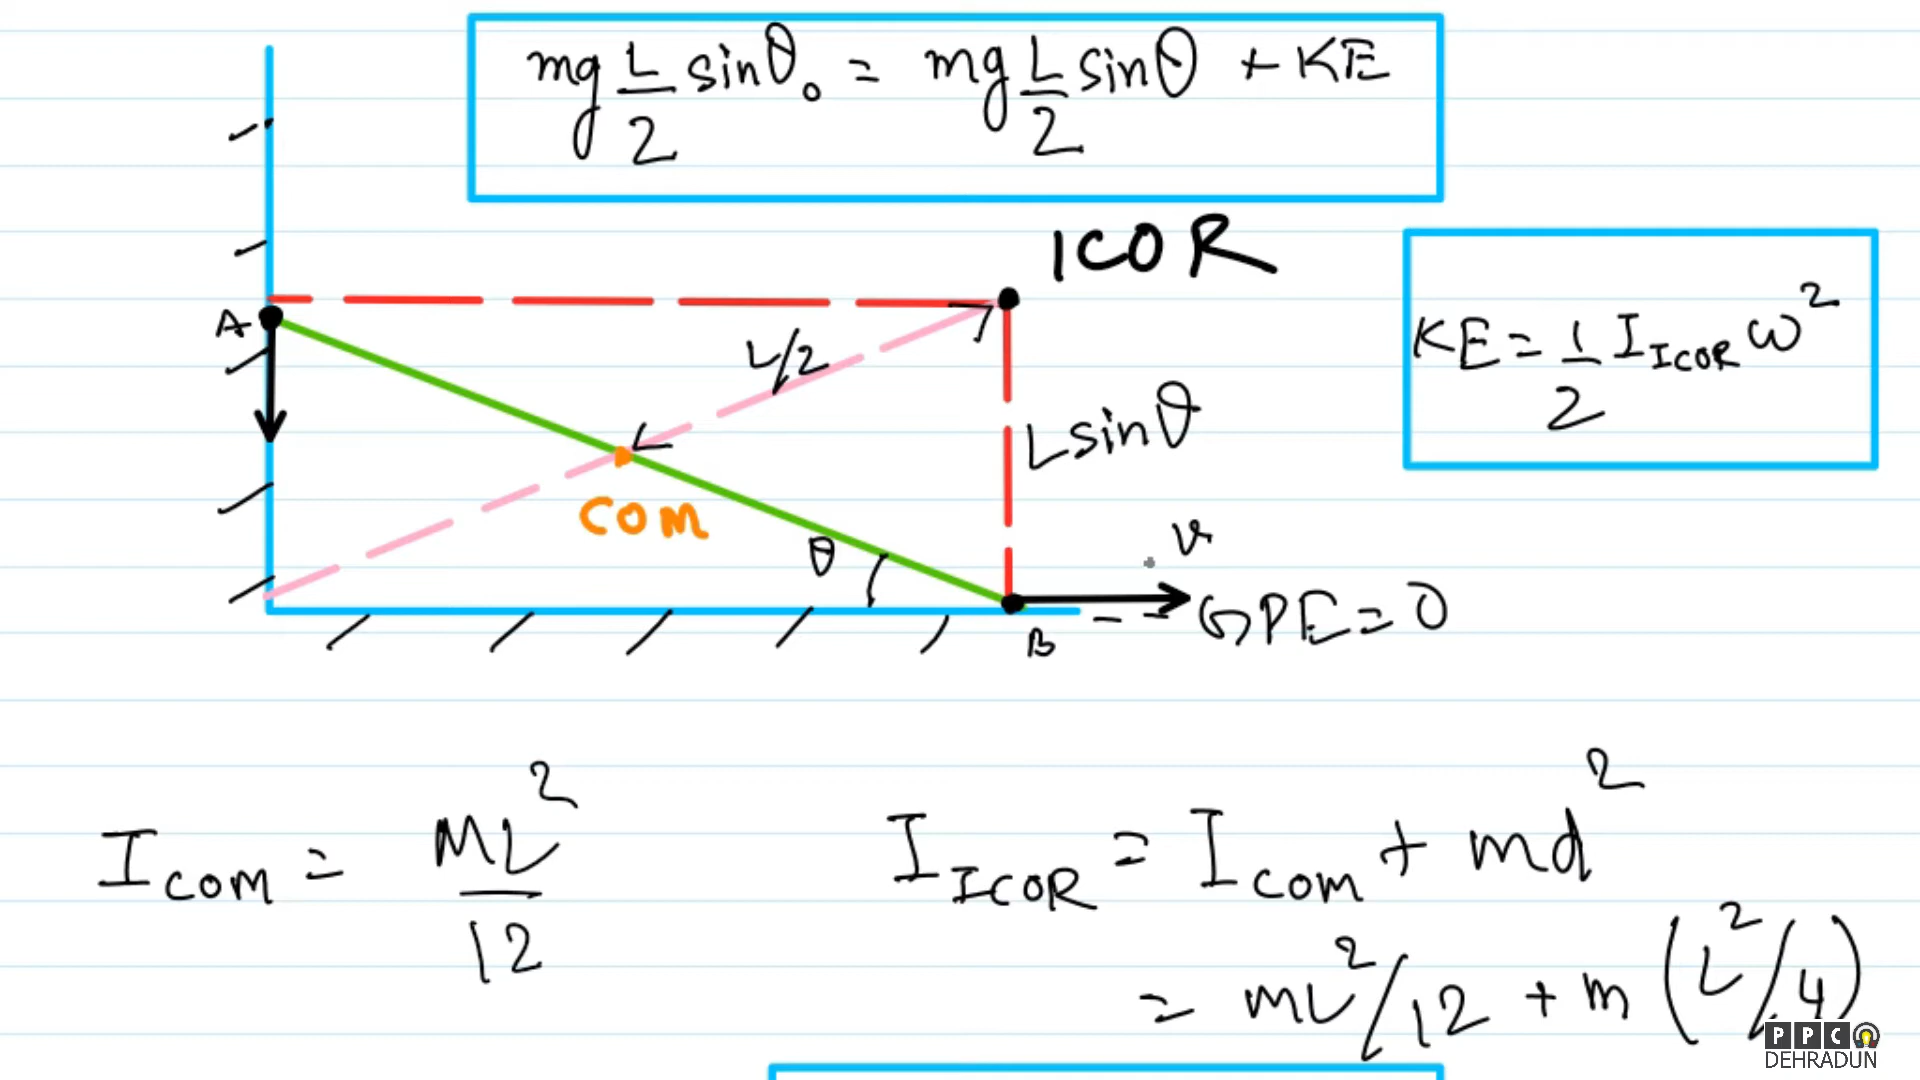 mg L/2 sinθ₀ = mg L/2 sinθ + KE
ICOR
KE = 1/2 I_ICOR ω²
A
L/2
L sinθ
COM
θ
v
GPE = 0
B
I_COM = ML²/12
I_ICOR = I_COM + md²
= mL²/12 + m (L²/4)
PPC
DEHRADUN